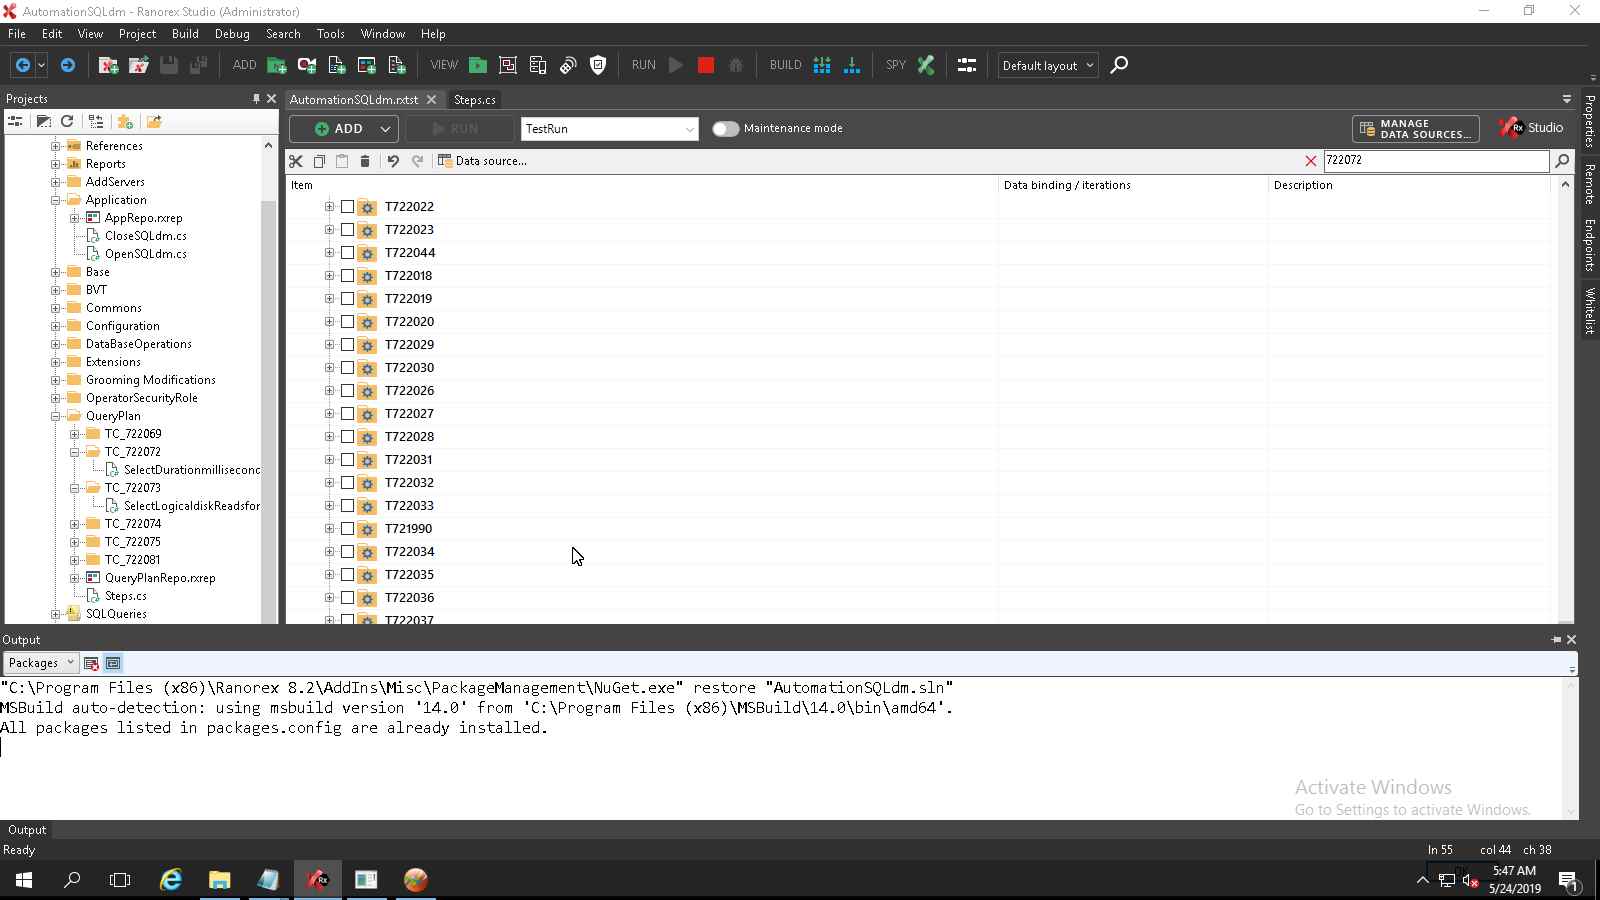 AutomationSQLdm - Ranorex Studio (Administrator)
File Edit View Project Build Debug Search Tools Window Help
ADD VIEW RUN BUILD SPY Default layout
Projects
AutomationSQLdm.rxtst Steps.cs
ADD RUN TestRun Maintenance mode MANAGE DATA SOURCES... Rx Studio
Data source... 722072
Item Data binding / iterations Description
References
Reports
AddServers
Application
AppRepo.rxrep
CloseSQLdm.cs
OpenSQLdm.cs
Base
BVT
Commons
Configuration
DataBaseOperations
Extensions
Grooming Modifications
OperatorSecurityRole
QueryPlan
TC_722069
TC_722072
SelectDurationmillisecond
TC_722073
SelectLogicaldiskReadsfor
TC_722074
TC_722075
TC_722081
QueryPlanRepo.rxrep
Steps.cs
SQLQueries
T722022
T722023
T722044
T722018
T722019
T722020
T722029
T722030
T722026
T722027
T722028
T722031
T722032
T722033
T721990
T722034
T722035
T722036
T722037
Properties
Remote
Endpoints
Whitelist
Output
Packages
"C:\Program Files (x86)\Ranorex 8.2\AddIns\Misc\PackageManagement\NuGet.exe" restore "AutomationSQLdm.sln"
MSBuild auto-detection: using msbuild version '14.0' from 'C:\Program Files (x86)\MSBuild\14.0\bin\amd64'.
All packages listed in packages.config are already installed.
Activate Windows
Go to Settings to activate Windows.
Output
Ready ln 55 col 44 ch 38
Rx
5:47 AM
5/24/2019
1